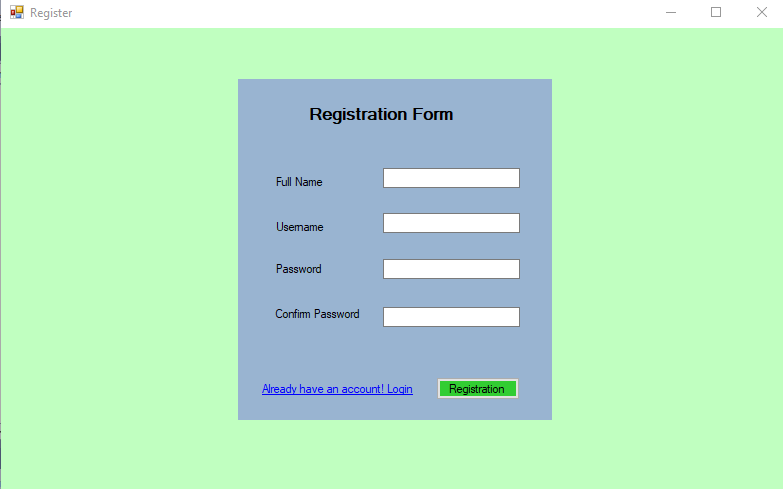 Register
Registration Form
Full Name
Username
Password
Confirm Password
Already have an account! Login
Registration